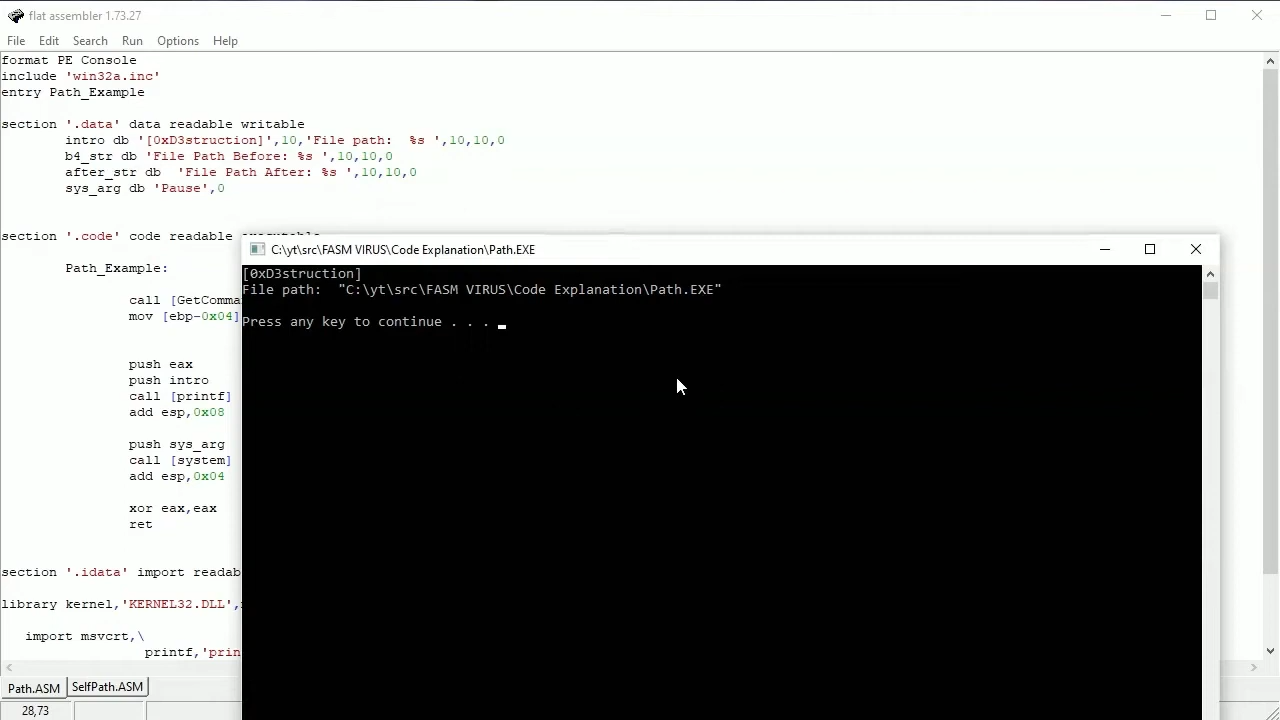 flat assembler 1.73.27
File Edit Search Run Options Help
format PE Console
include 'win32a.inc'
entry Path_Example
section '.data' data readable writable
intro db '[0xD3struction]',10,'File path:  %s ',10,10,0
b4_str db 'File Path Before: %s ',10,10,0
after_str db  'File Path After: %s ',10,10,0
sys_arg db 'Pause',0
section '.code' code readable
Path_Example:
call [GetComma
mov [ebp-0x04]
push eax
push intro
call [printf]
add esp,0x08
push sys_arg
call [system]
add esp,0x04
xor eax,eax
ret
section '.idata' import readab
library kernel,'KERNEL32.DLL',
import msvcrt,\
printf,'prin
C:\yt\src\FASM VIRUS\Code Explanation\Path.EXE
[0xD3struction]
File path:  "C:\yt\src\FASM VIRUS\Code Explanation\Path.EXE"
Press any key to continue . . .
Path.ASM SelfPath.ASM
28,73